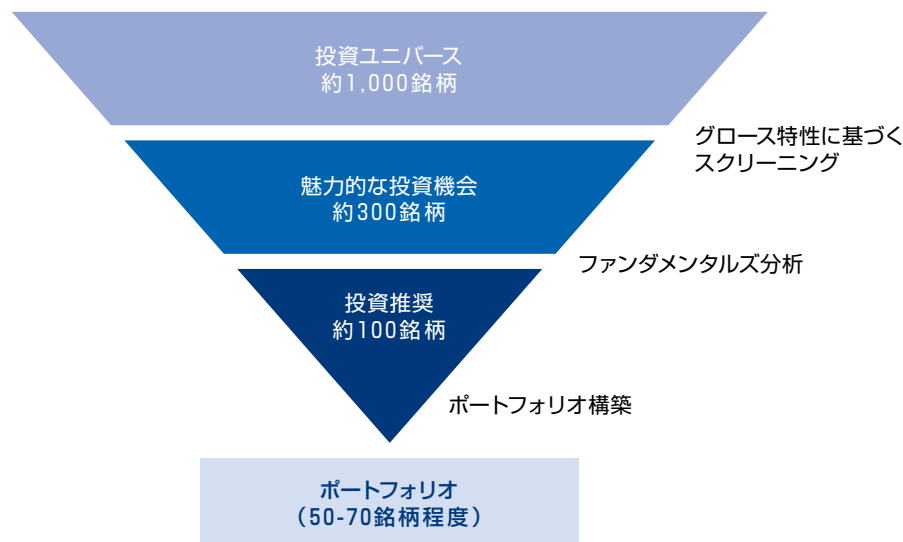 投資ユニバース
約1,000銘柄
グロース特性に基づく
スクリーニング
魅力的な投資機会
約300銘柄
ファンダメンタルズ分析
投資推奨
約100銘柄
ポートフォリオ構築
ポートフォリオ
（50-70銘柄程度）